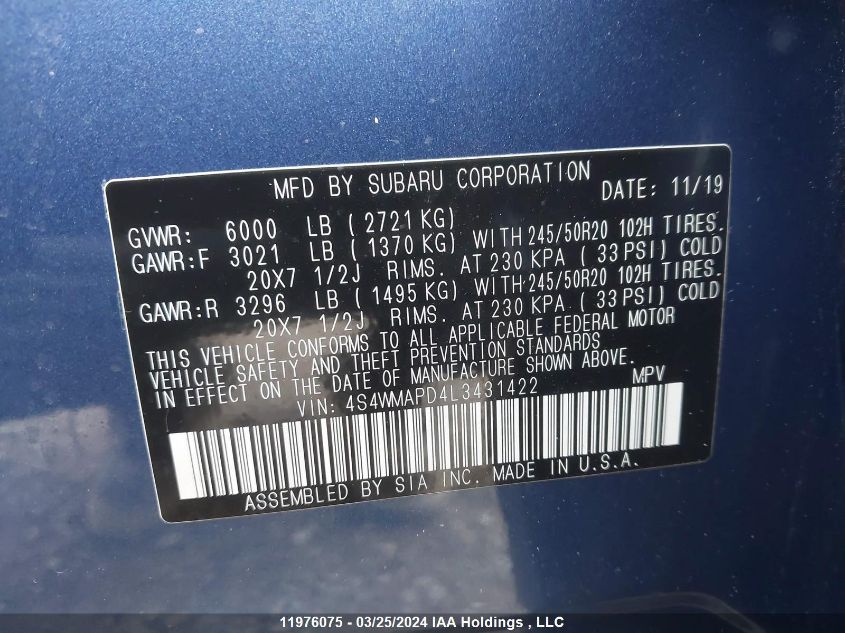 MFD BY SUBARU CORPORATION DATE: 11/19
GVWR: 6000 LB ( 2721 KG)
GAWR:F 3021 LB ( 1370 KG) WITH 245/50R20 102H TIRES.
20X7 1/2J RIMS. AT 230 KPA ( 33 PSI) COLD
GAWR:R 3296 LB ( 1495 KG) WITH 245/50R20 102H TIRES.
20X7 1/2J RIMS. AT 230 KPA ( 33 PSI) COLD
THIS VEHICLE CONFORMS TO ALL APPLICABLE FEDERAL MOTOR
VEHICLE SAFETY AND THEFT PREVENTION STANDARDS
IN EFFECT ON THE DATE OF MANUFACTURE SHOWN ABOVE.
VIN: 4S4WMAPD4L3431422 MPV
ASSEMBLED BY SIA INC. MADE IN U.S.A.
11976075 - 03/25/2024 IAA Holdings , LLC